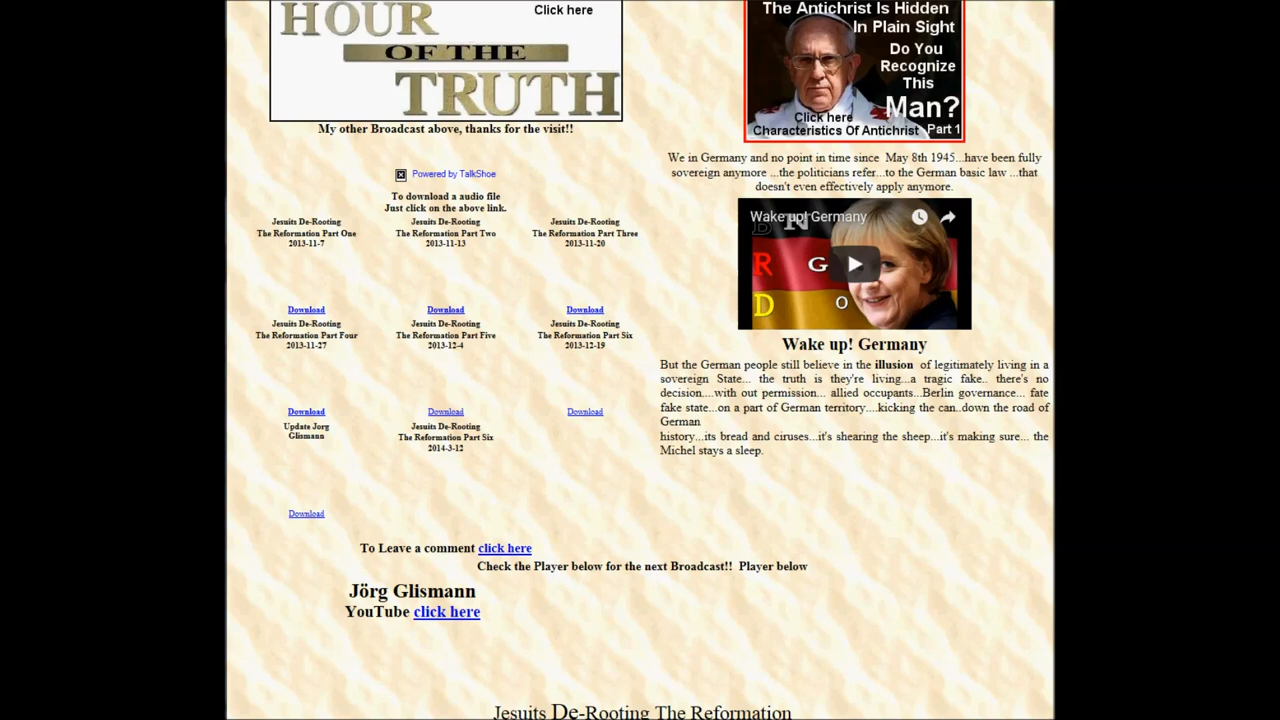 HOUR
Click here
OF THE
TRUTH
My other Broadcast above, thanks for the visit!!
Powered by TalkShoe
To download a audio file
Just click on the above link.
Jesuits De-Rooting
The Reformation Part One
2013-11-7
Jesuits De-Rooting
The Reformation Part Two
2013-11-13
Jesuits De-Rooting
The Reformation Part Three
2013-11-20
Download
Download
Download
Jesuits De-Rooting
The Reformation Part Four
2013-11-27
Jesuits De-Rooting
The Reformation Part Five
2013-12-4
Jesuits De-Rooting
The Reformation Part Six
2013-12-19
Download
Download
Download
Update Jorg
Glismann
Jesuits De-Rooting
The Reformation Part Six
2014-3-12
Download
To Leave a comment click here
Check the Player below for the next Broadcast!! Player below
Jörg Glismann
YouTube click here
The Antichrist Is Hidden
In Plain Sight
Do You
Recognize
This
Man?
Click here
Characteristics Of Antichrist
Part 1
We in Germany and no point in time since May 8th 1945...have been fully
sovereign anymore ...the politicians refer...to the German basic law ...that
doesn't even effectively apply anymore.
Wake up! Germany
B N
R G
D O
Wake up! Germany
But the German people still believe in the illusion of legitimately living in a
sovereign State... the truth is they're living...a tragic fake.. there's no
decision....with out permission... allied occupants...Berlin governance... fate
fake state...on a part of German territory....kicking the can..down the road of
German
history...its bread and ciruses...it's shearing the sheep...it's making sure... the
Michel stays a sleep.
Jesuits De-Rooting The Reformation